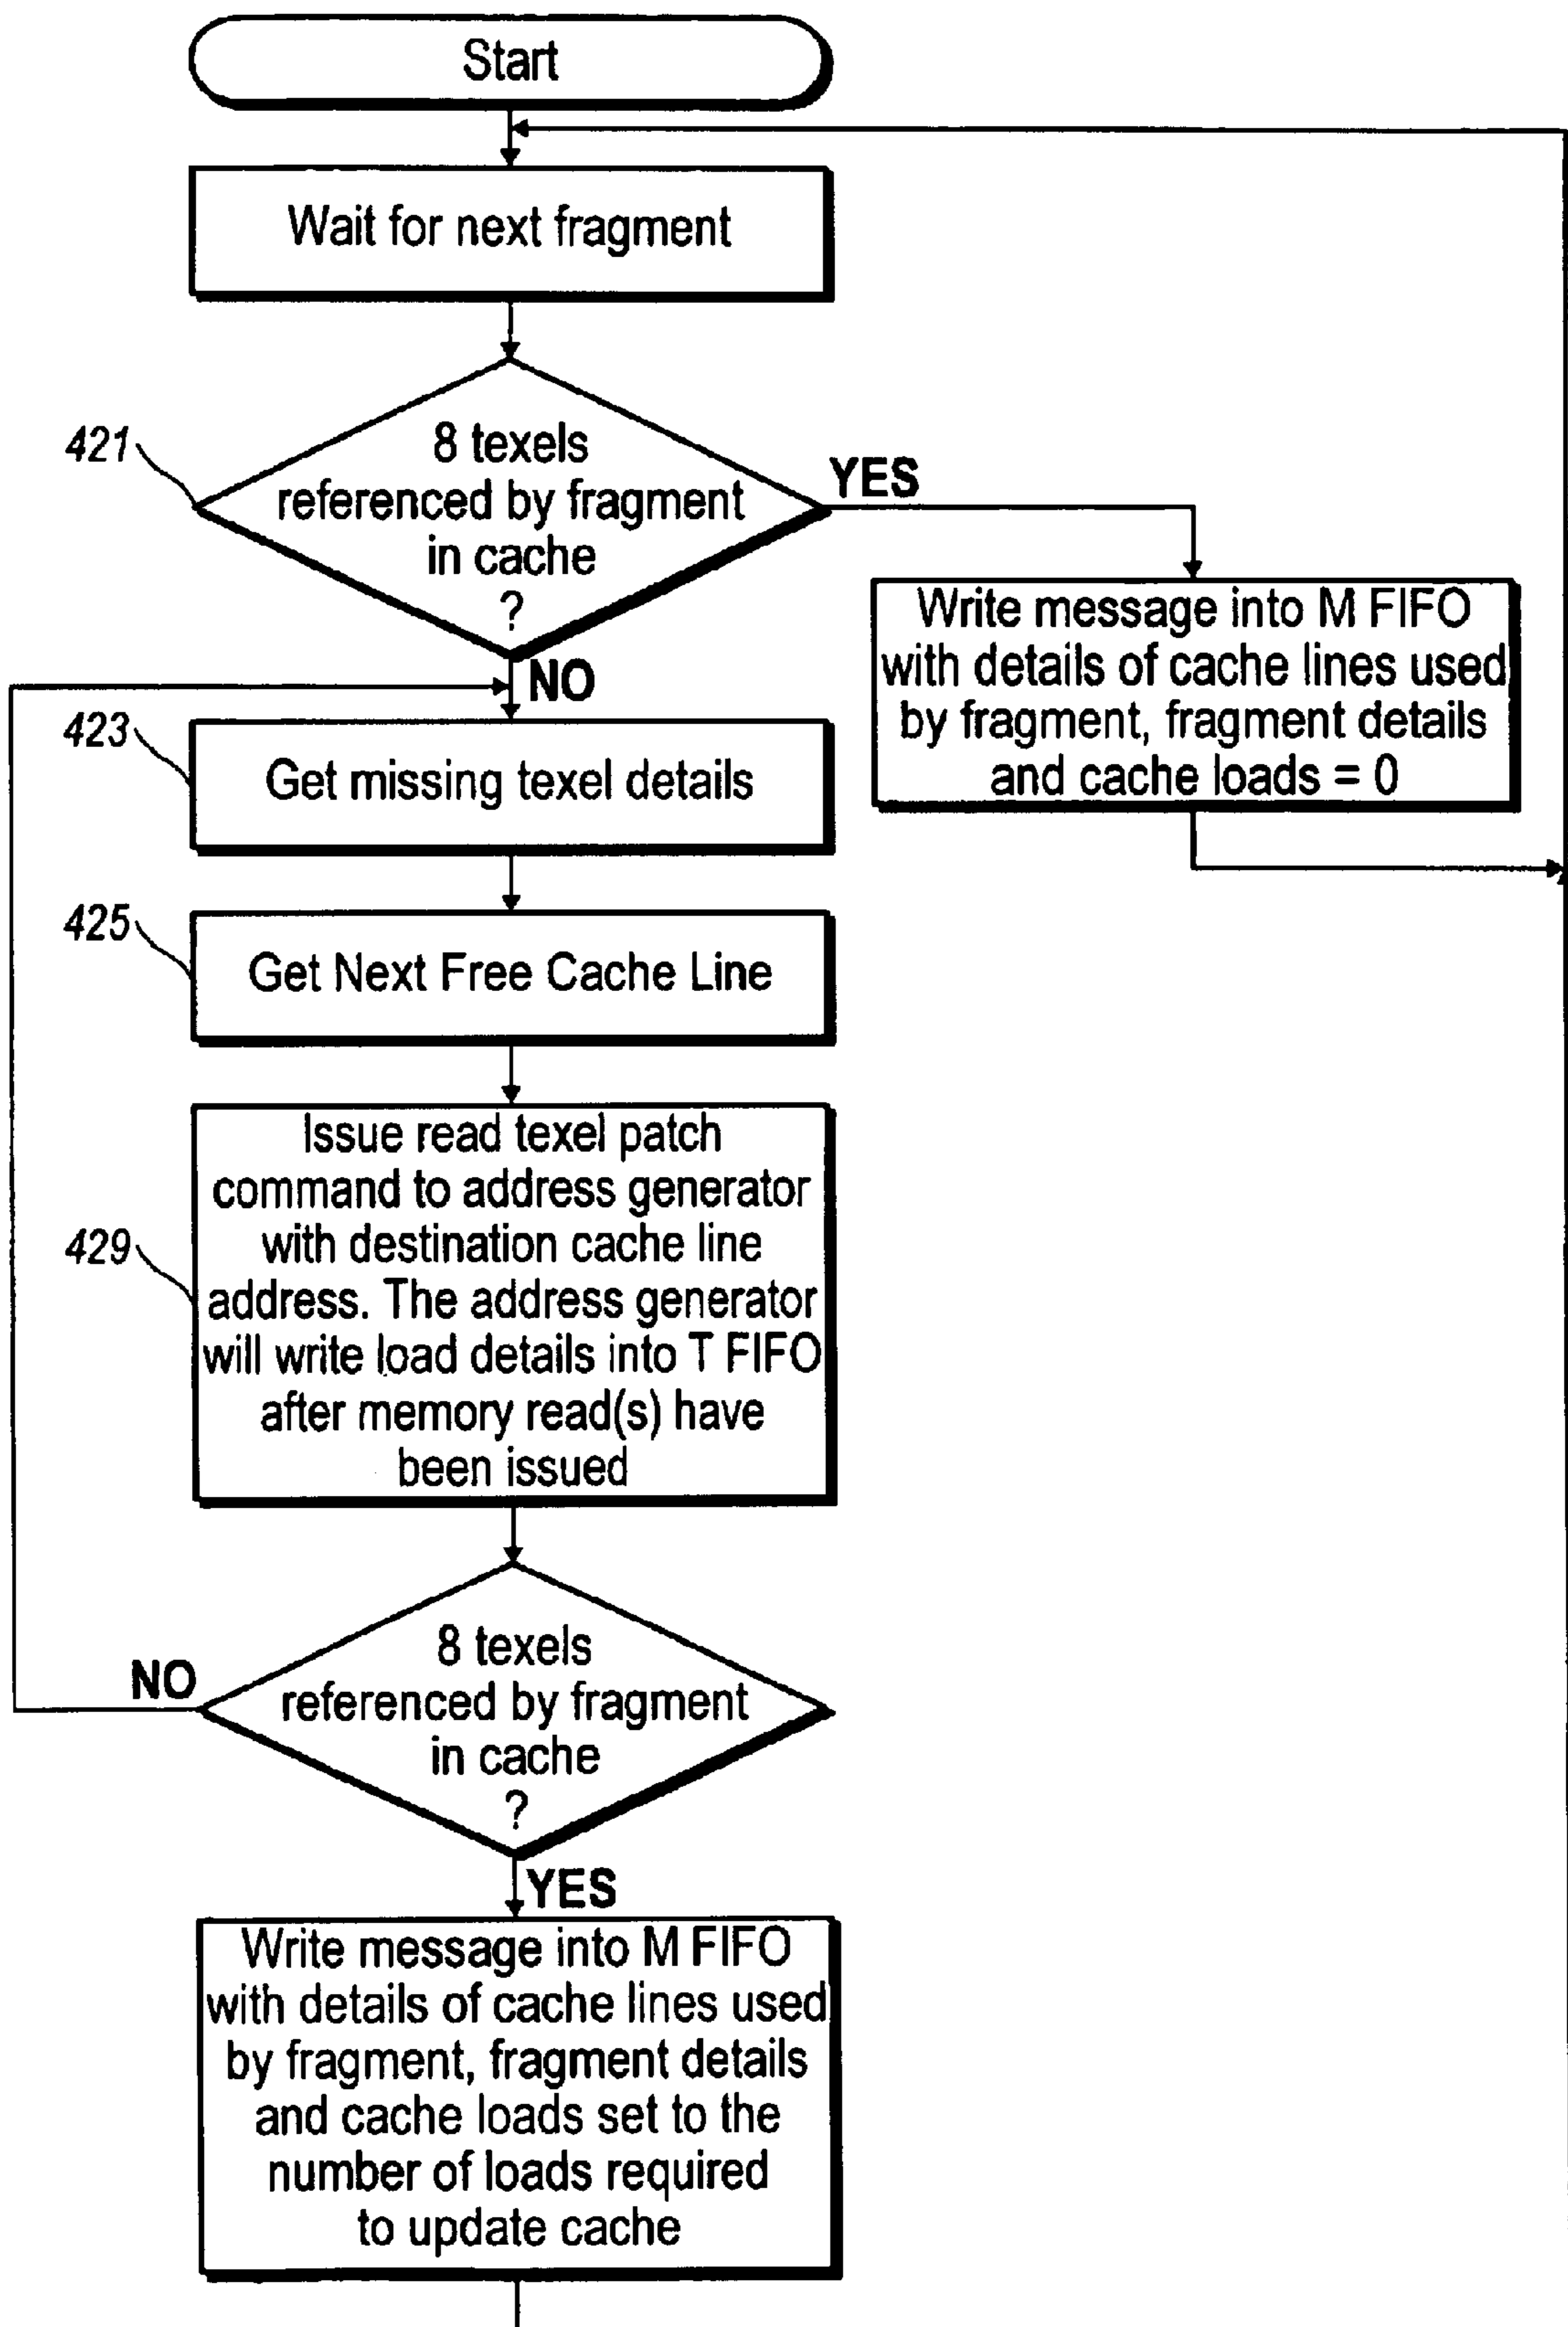 Start
Wait for next fragment
421
8 texels
referenced by fragment
in cache
?
YES
Write message into M FIFO
with details of cache lines used
by fragment, fragment details
and cache loads = 0
NO
423
Get missing texel details
425
Get Next Free Cache Line
429
Issue read texel patch
command to address generator
with destination cache line
address. The address generator
will write load details into T FIFO
after memory read(s) have
been issued
8 texels
referenced by fragment
in cache
?
NO
YES
Write message into M FIFO
with details of cache lines used
by fragment, fragment details
and cache loads set to the
number of loads required
to update cache